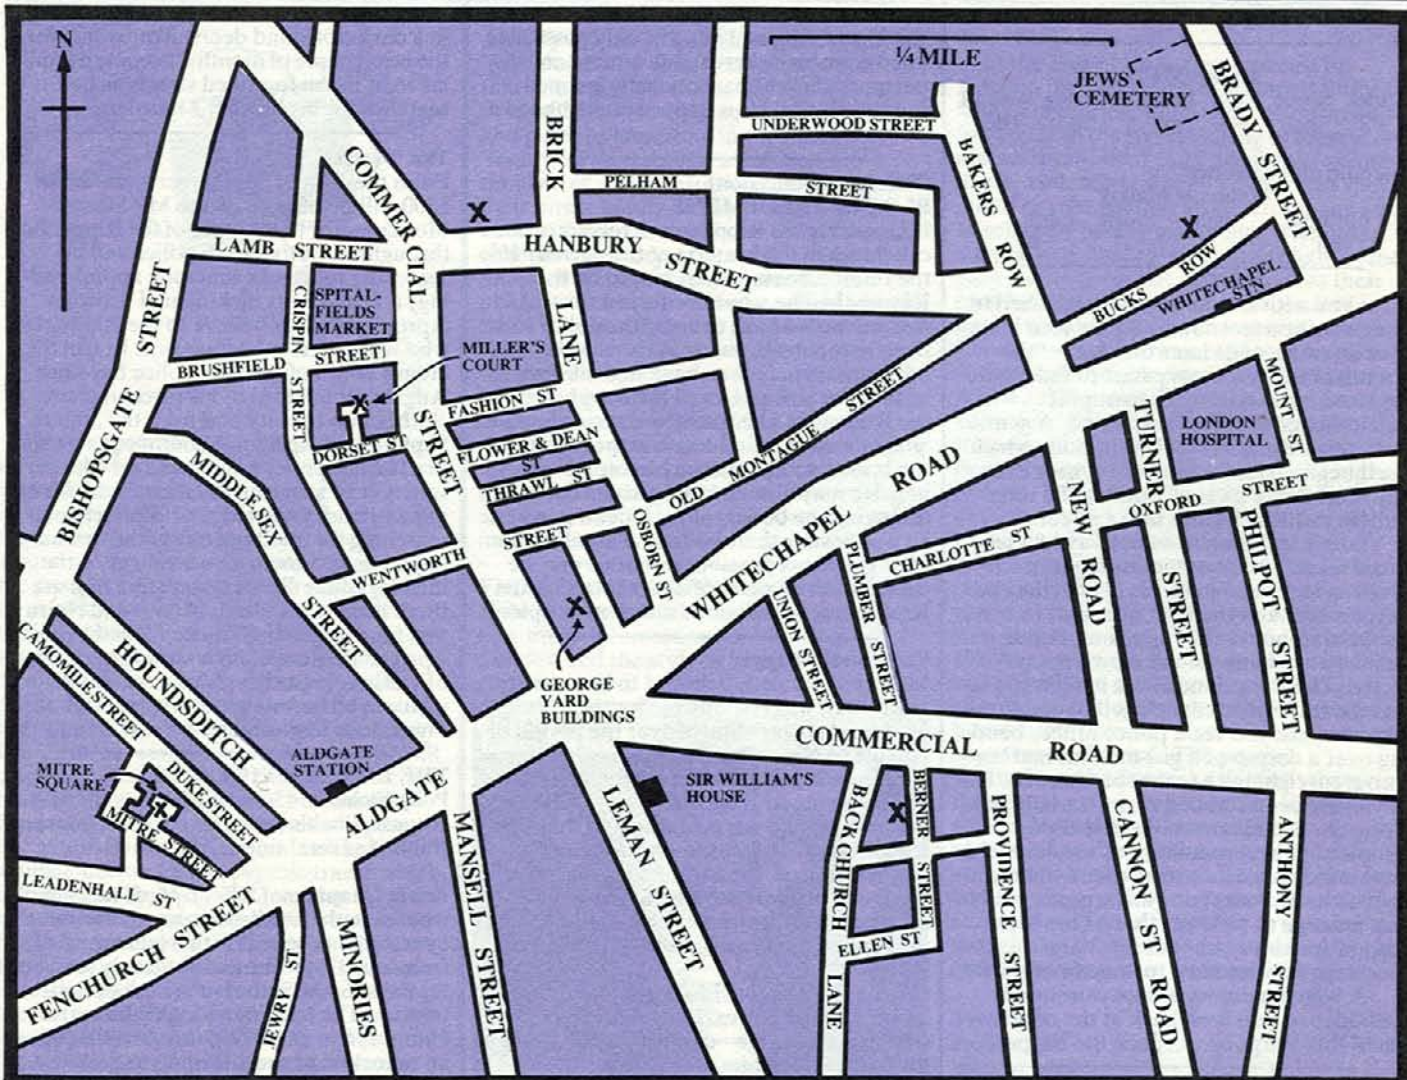 N
¼ MILE
JEWS'
CEMETERY
BRADY STREET
UNDERWOOD STREET
BRICK
LANE
BAKERS ROW
COMMERCIAL
STREET
PELHAM STREET
X
X
LAMB STREET
HANBURY STREET
BUCKS ROW
WHITECHAPEL
STN
BISHOPSGATE STREET
CRISPIN STREET
SPITAL-
FIELDS
MARKET
BRUSHFIELD STREET
MILLER'S
COURT
X
FASHION ST
DORSET ST
FLOWER & DEAN
ST
THRAWL ST
OLD MONTAGUE STREET
MOUNT ST
LONDON
HOSPITAL
TURNER
STREET
MIDDLE-SEX
STREET
WENTWORTH STREET
OSBORN ST
WHITECHAPEL ROAD
NEW ROAD
OXFORD STREET
PHILPOT STREET
CHARLOTTE ST
PLUMBER STREET
UNION STREET
X
GEORGE
YARD
BUILDINGS
CAMOMILE STREET
HOUNDSDITCH
ALDGATE
STATION
ALDGATE
COMMERCIAL ROAD
MITRE
SQUARE
DUKE STREET
MITRE STREET
SIR WILLIAM'S
HOUSE
LEMAN STREET
BACK CHURCH
LANE
X
BERNER STREET
PROVIDENCE STREET
CANNON ST ROAD
ANTHONY STREET
LEADENHALL ST
FENCHURCH STREET
JEWRY ST
MINORIES
MANSELL STREET
ELLEN ST